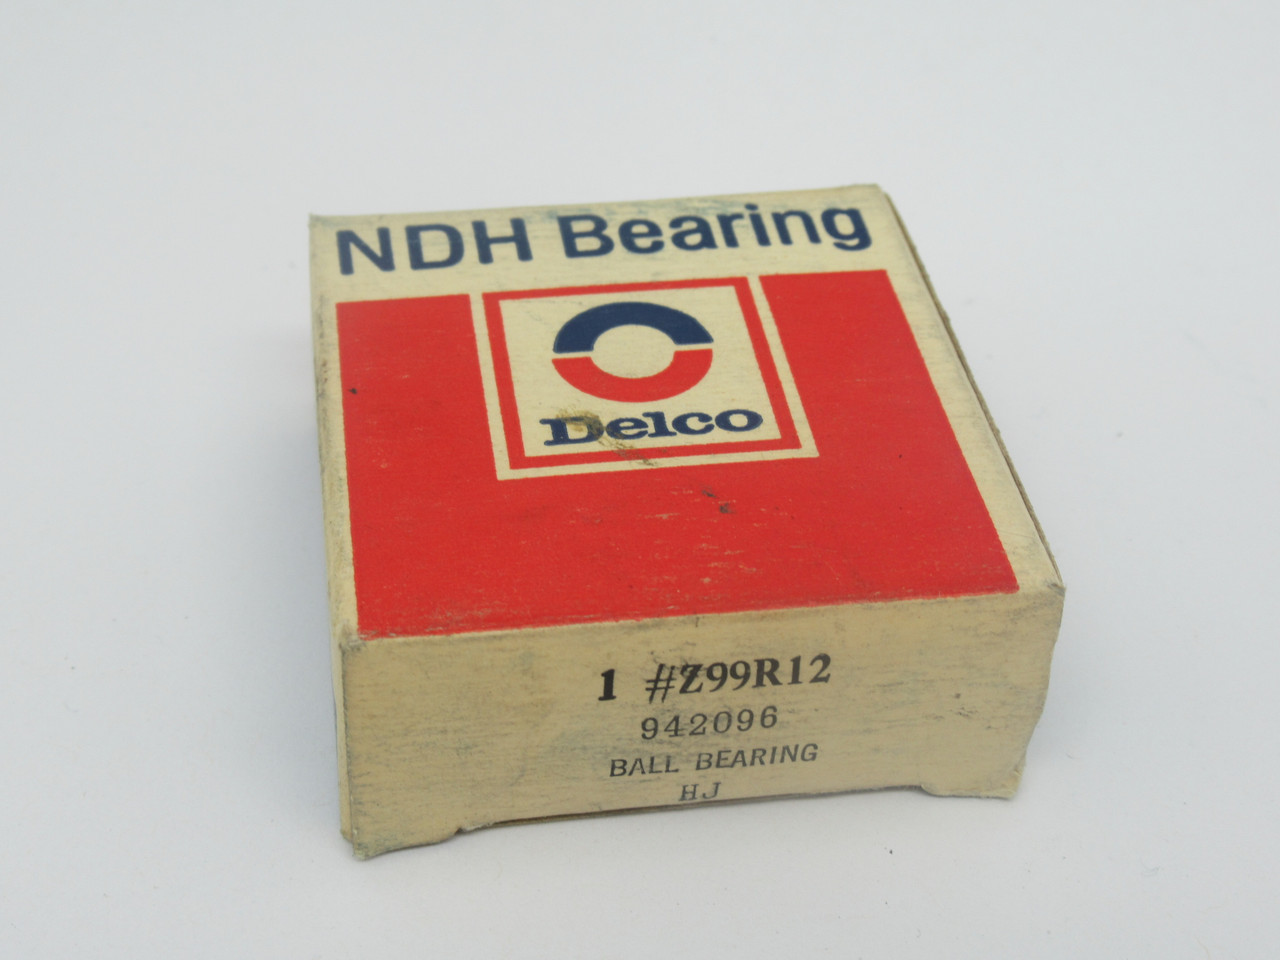 NDH Bearing
Delco
1 #Z99R12
942096
BALL BEARING
HJ